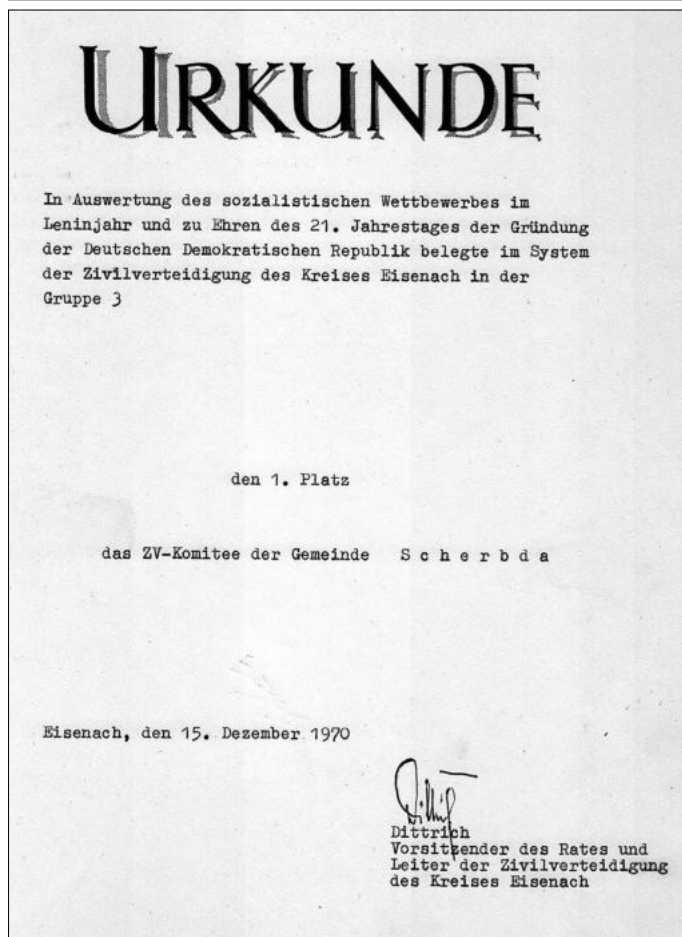 URKUNDE
In Auswertung des sozialistischen Wettbewerbes im
Leninjahr und zu Ehren des 21. Jahrestages der Gründung
der Deutschen Demokratischen Republik belegte im System
der Zivilverteidigung des Kreises Eisenach in der
Gruppe 3
den 1. Platz
das ZV-Komitee der Gemeinde S c h e r b d a
Eisenach, den 15. Dezember 1970
Dittrich
Vorsitzender des Rates und
Leiter der Zivilverteidigung
des Kreises Eisenach